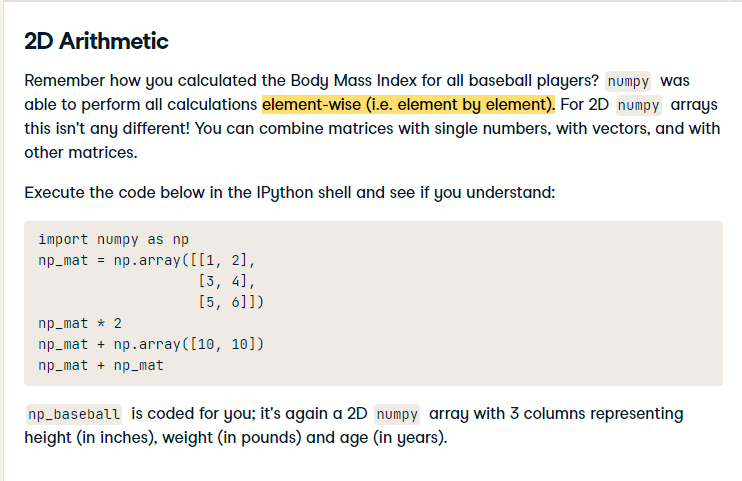 2D Arithmetic
Remember how you calculated the Body Mass Index for all baseball players? numpy was
able to perform all calculations element-wise (i.e. element by element). For 2D numpy arrays
this isn't any different! You can combine matrices with single numbers, with vectors, and with
other matrices.
Execute the code below in the IPython shell and see if you understand:
import numpy as np
np_mat = np.array([[1, 2],
                   [3, 4],
                   [5, 6]])
np_mat * 2
np_mat + np.array([10, 10])
np_mat + np_mat
np_baseball is coded for you; it's again a 2D numpy array with 3 columns representing
height (in inches), weight (in pounds) and age (in years).